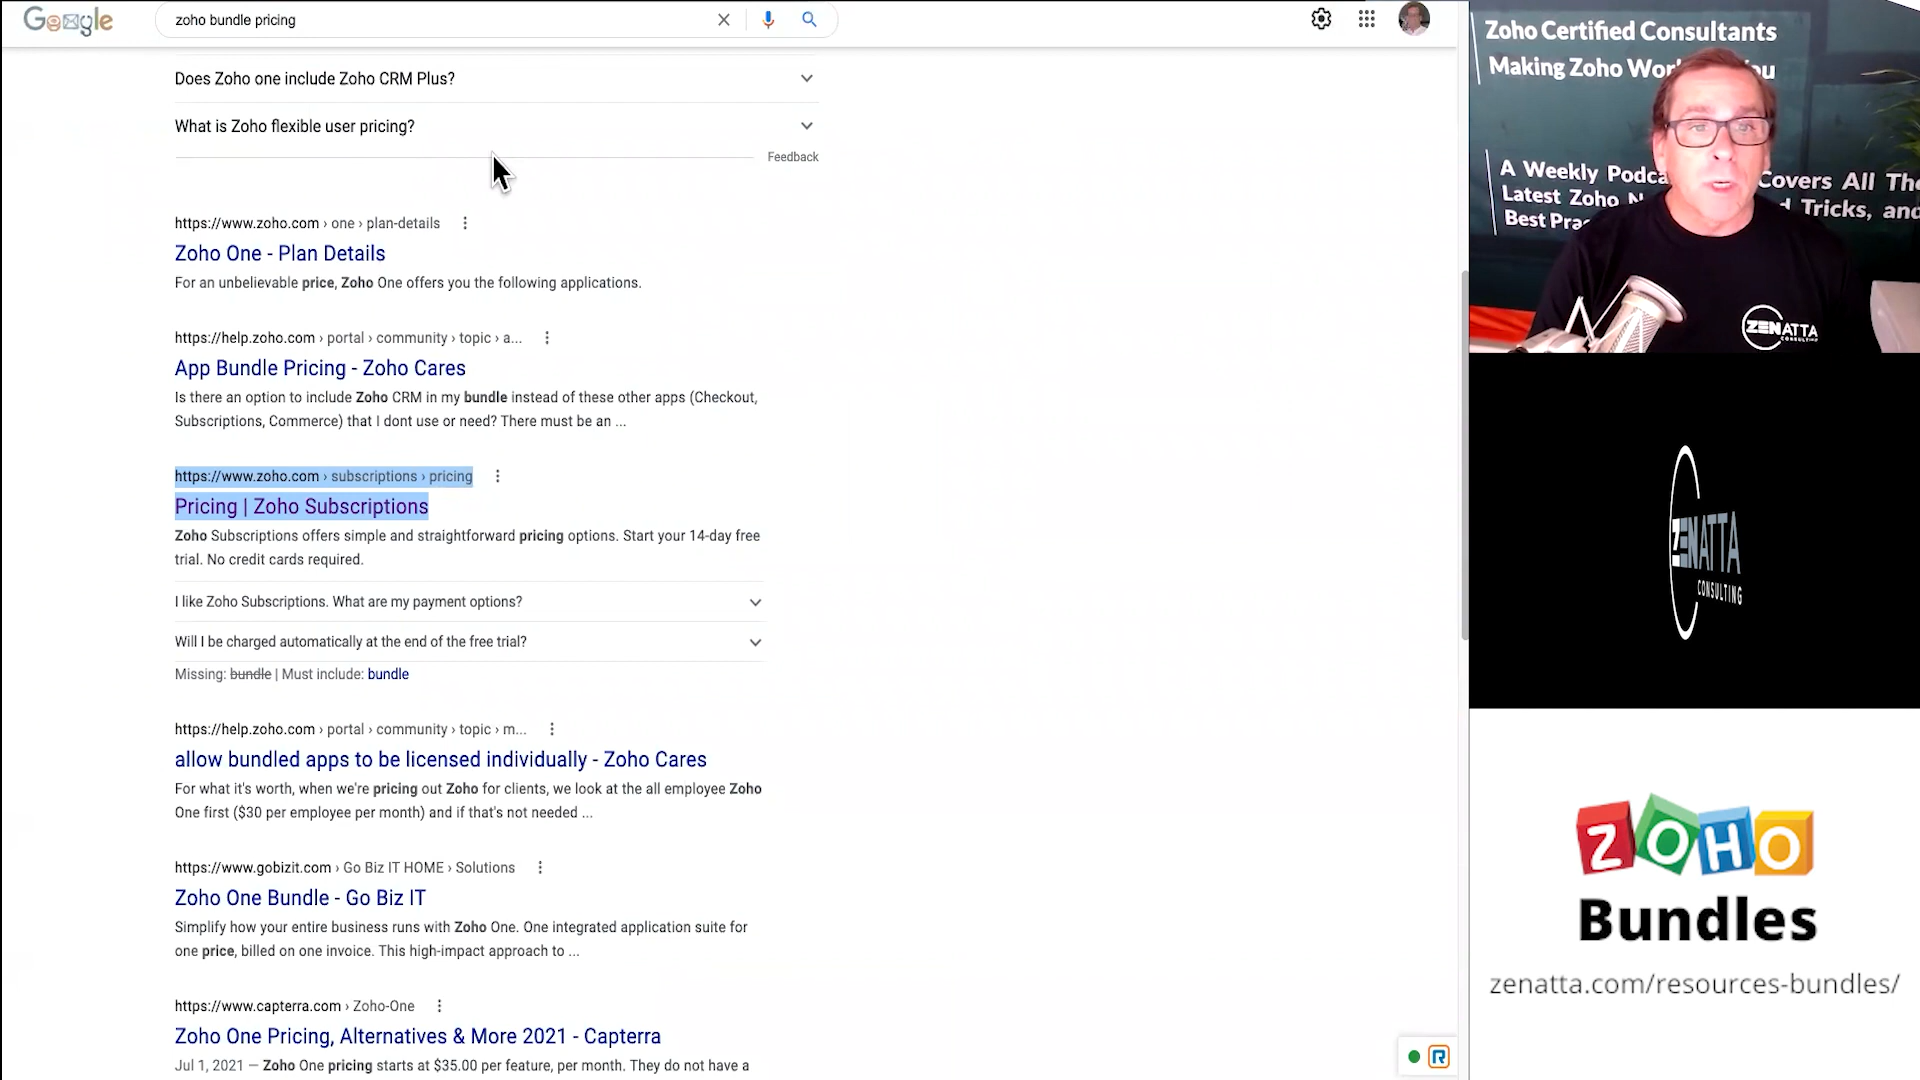 Google
zoho bundle pricing
Does Zoho one include Zoho CRM Plus?
What is Zoho flexible user pricing?
Feedback
https://www.zoho.com › one › plan-details
Zoho One - Plan Details
For an unbelievable price, Zoho One offers you the following applications.
https://help.zoho.com › portal › community › topic › a...
App Bundle Pricing - Zoho Cares
Is there an option to include Zoho CRM in my bundle instead of these other apps (Checkout,
Subscriptions, Commerce) that I dont use or need? There must be an ...
https://www.zoho.com › subscriptions › pricing
Pricing | Zoho Subscriptions
Zoho Subscriptions offers simple and straightforward pricing options. Start your 14-day free
trial. No credit cards required.
I like Zoho Subscriptions. What are my payment options?
Will I be charged automatically at the end of the free trial?
Missing: bundle | Must include: bundle
https://help.zoho.com › portal › community › topic › m...
allow bundled apps to be licensed individually - Zoho Cares
For what it's worth, when we're pricing out Zoho for clients, we look at the all employee Zoho
One first ($30 per employee per month) and if that's not needed ...
https://www.gobizit.com › Go Biz IT HOME › Solutions
Zoho One Bundle - Go Biz IT
Simplify how your entire business runs with Zoho One. One integrated application suite for
one price, billed on one invoice. This high-impact approach to ...
https://www.capterra.com › Zoho-One
Zoho One Pricing, Alternatives & More 2021 - Capterra
Jul 1, 2021 — Zoho One pricing starts at $35.00 per feature, per month. They do not have a
R
Zoho Certified Consultants
Making Zoho Wor
A Weekly Podca Covers All The
Latest Zoho N d Tricks, and
Best Pra
ZENATTA
CONSULTING
ZENATTA
CONSULTING
ZOHO
Bundles
zenatta.com/resources-bundles/